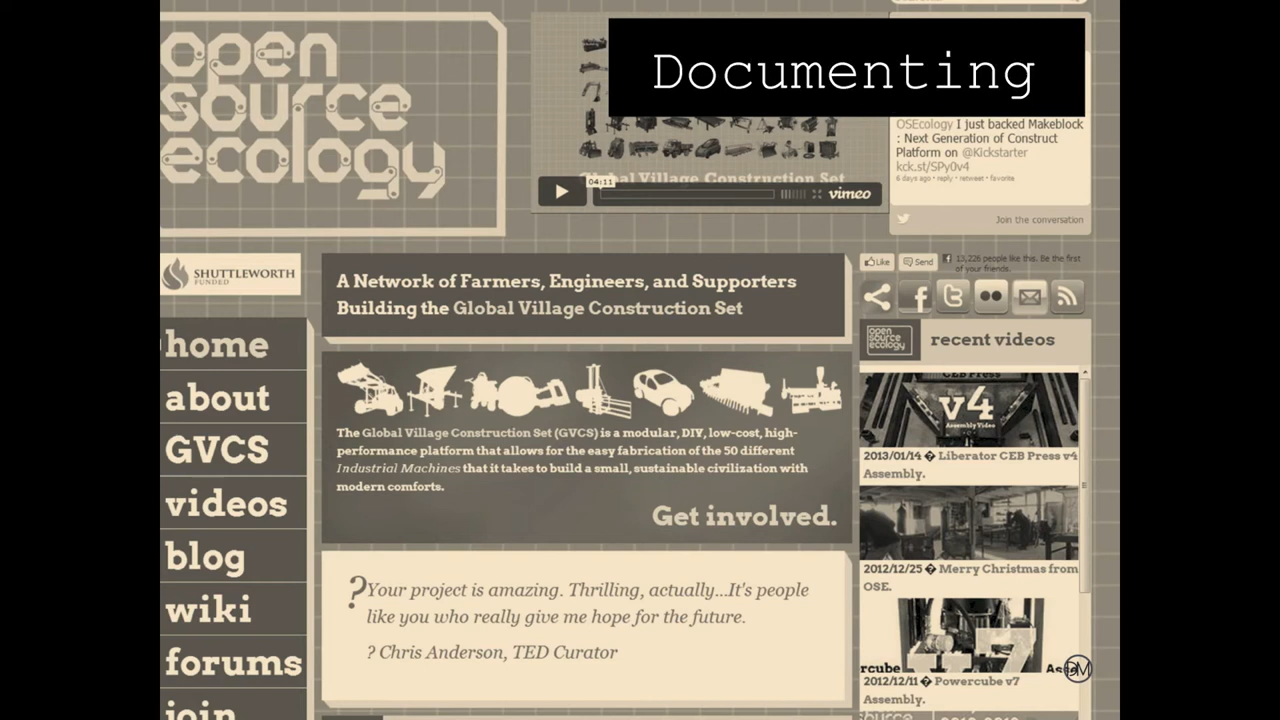 open
source
ecology
Documenting
04:11
Global Village Construction Set
vimeo
OSEcology I just backed Makeblock
: Next Generation of Construct
Platform on @Kickstarter
kck.st/SPy0v4
6 days ago • reply • retweet • favorite
Join the conversation
SHUTTLEWORTH
FUNDED
home
about
GVCS
videos
blog
wiki
forums
join
A Network of Farmers, Engineers, and Supporters
Building the Global Village Construction Set
The Global Village Construction Set (GVCS) is a modular, DIY, low-cost, high-
performance platform that allows for the easy fabrication of the 50 different
Industrial Machines that it takes to build a small, sustainable civilization with
modern comforts.
Get involved.
?Your project is amazing. Thrilling, actually...It's people
like you who really give me hope for the future.
? Chris Anderson, TED Curator
Like
Send
13,226 people like this. Be the first
of your friends.
open
source
ecology
recent videos
CEB Press
v4
Assembly Video
2013/01/14 � Liberator CEB Press v4
Assembly.
2012/12/25 � Merry Christmas from
OSE.
2012/12/11 � Powercube v7
Assembly.
DM